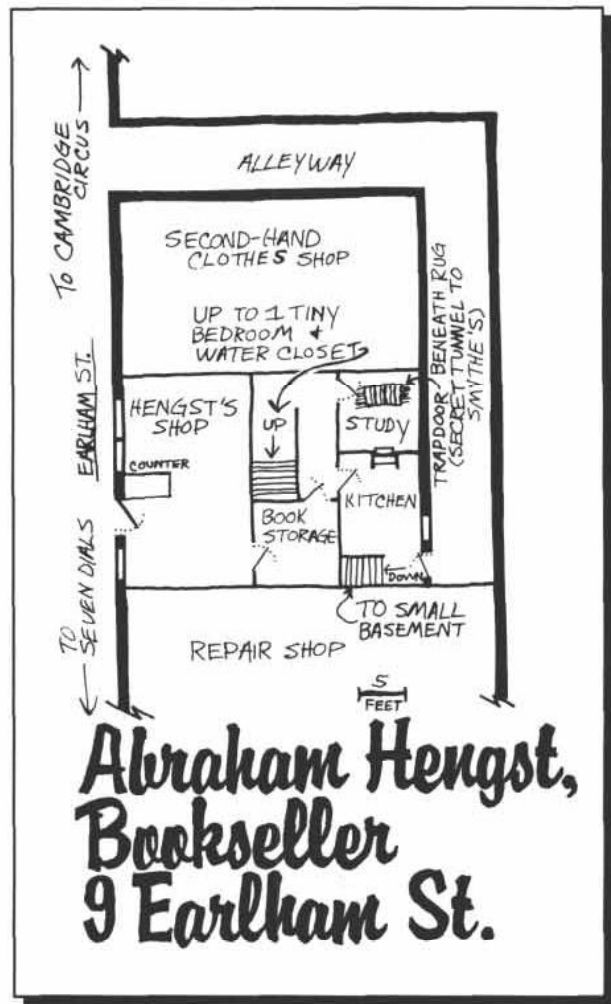 To CAMBRIDGE
CIRCUS
ALLEYWAY
SECOND-HAND
CLOTHES SHOP
UP TO 1 TINY
BEDROOM +
WATER CLOSET
TRAPDOOR BENEATH RUG
(SECRET TUNNEL TO
SMYTHE'S)
EARLHAM ST.
HENGST'S
SHOP
UP
STUDY
COUNTER
KITCHEN
BOOK
STORAGE
DOWN
TO
SEVEN DIALS
TO SMALL
BASEMENT
REPAIR SHOP
5
FEET
Abraham Hengst,
Bookseller
9 Earlham St.